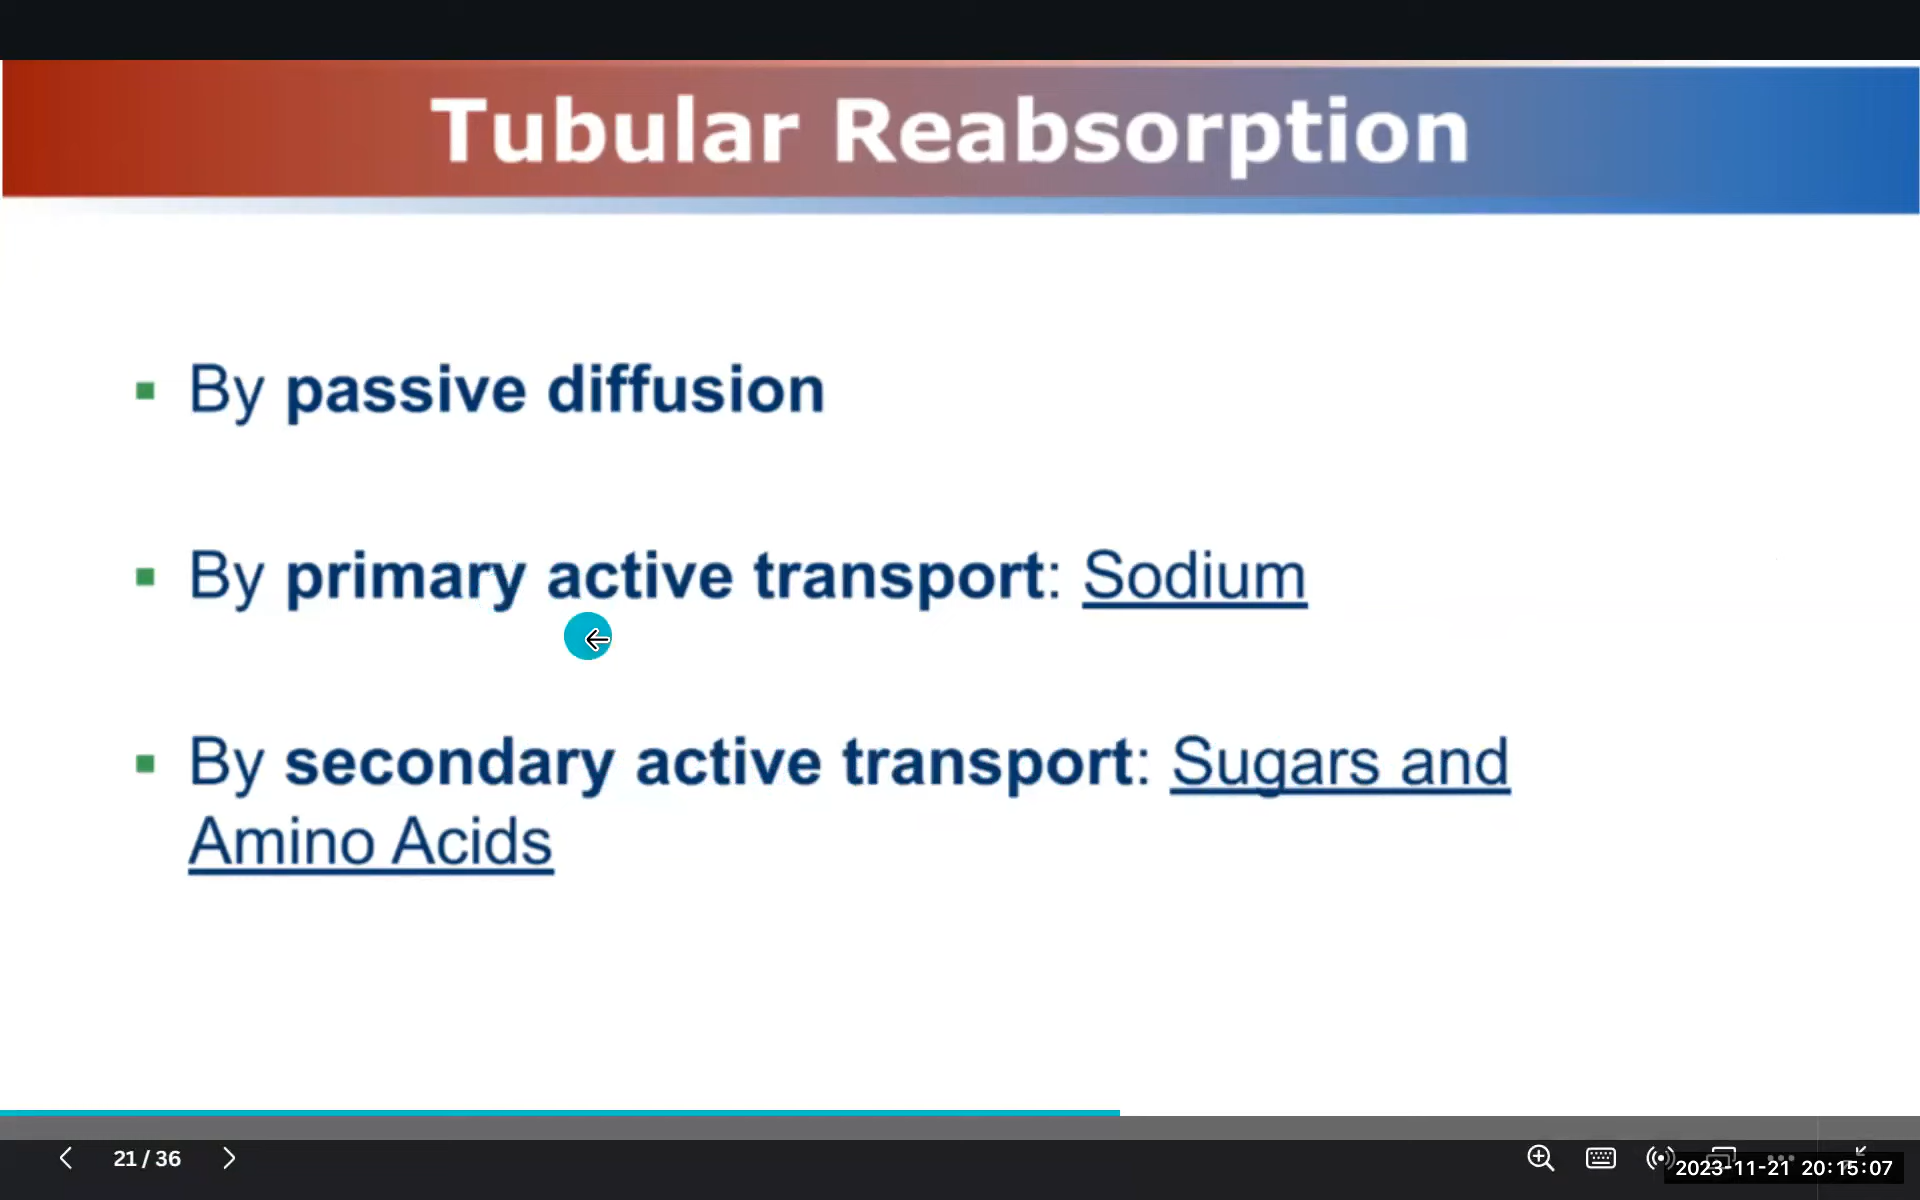 Tubular Reabsorption
By passive diffusion
By primary active transport: Sodium
By secondary active transport: Sugars and
Amino Acids
21 / 36
2023-11-21 20:15:07